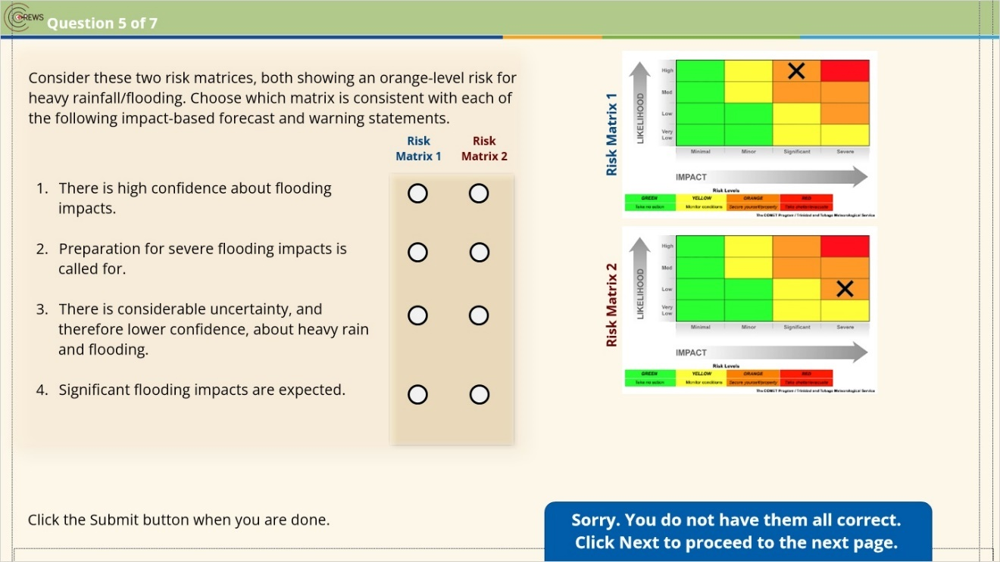 CREWS
Question 5 of 7
Consider these two risk matrices, both showing an orange-level risk for
heavy rainfall/flooding. Choose which matrix is consistent with each of
the following impact-based forecast and warning statements.
Risk
Matrix 1
Risk
Matrix 2
1. There is high confidence about flooding
impacts.
2. Preparation for severe flooding impacts is
called for.
3. There is considerable uncertainty, and
therefore lower confidence, about heavy rain
and flooding.
4. Significant flooding impacts are expected.
Click the Submit button when you are done.
Risk Matrix 1
LIKELIHOOD
High
Med
Low
Very
Low
Minimal Minor Significant Severe
IMPACT
Risk Levels
GREEN YELLOW ORANGE RED
Take no action Monitor conditions Secure yourself/property Take shelter/evacuate
The COMET Program / Trinidad and Tobago Meteorological Service
Risk Matrix 2
LIKELIHOOD
High
Med
Low
Very
Low
Minimal Minor Significant Severe
IMPACT
Risk Levels
GREEN YELLOW ORANGE RED
Take no action Monitor conditions Secure yourself/property Take shelter/evacuate
The COMET Program / Trinidad and Tobago Meteorological Service
Sorry. You do not have them all correct.
Click Next to proceed to the next page.